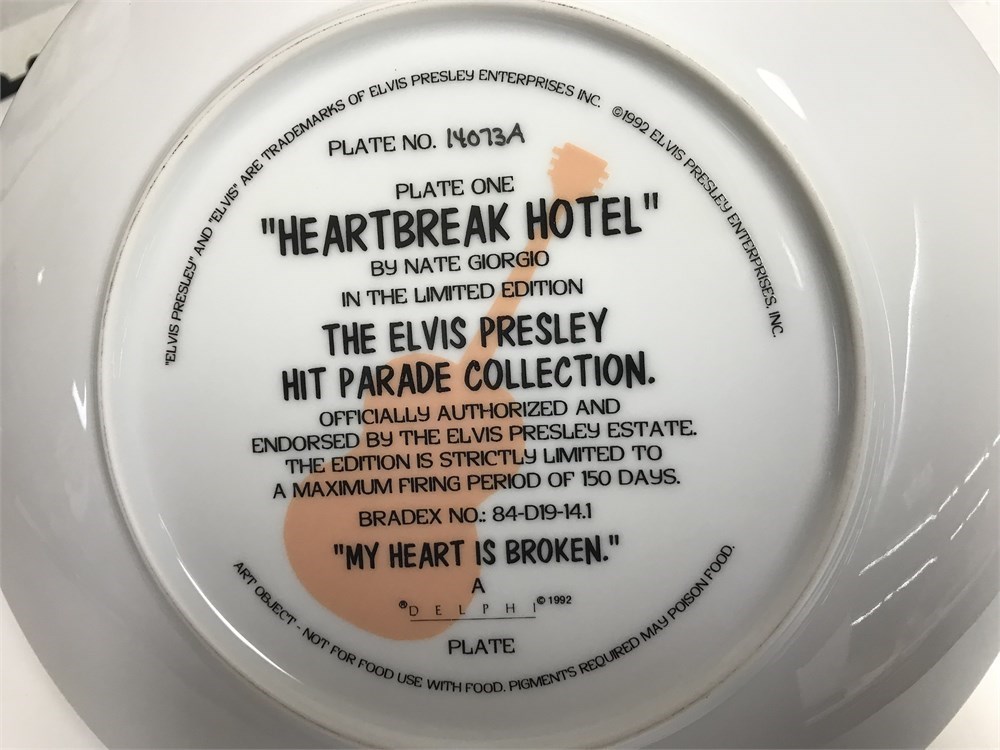 "ELVIS PRESLEY" AND "ELVIS" ARE TRADEMARKS OF ELVIS PRESLEY ENTERPRISES INC. ©1992 ELVIS PRESLEY ENTERPRISES, INC.
PLATE NO. 14073A
PLATE ONE
"HEARTBREAK HOTEL"
BY NATE GIORGIO
IN THE LIMITED EDITION
THE ELVIS PRESLEY
HIT PARADE COLLECTION.
OFFICIALLY AUTHORIZED AND
ENDORSED BY THE ELVIS PRESLEY ESTATE.
THE EDITION IS STRICTLY LIMITED TO
A MAXIMUM FIRING PERIOD OF 150 DAYS.
BRADEX NO.: 84-D19-14.1
"MY HEART IS BROKEN."
A
®DELPHI ©1992
PLATE
ART OBJECT - NOT FOR FOOD USE WITH FOOD. PIGMENTS REQUIRED MAY POISON FOOD.